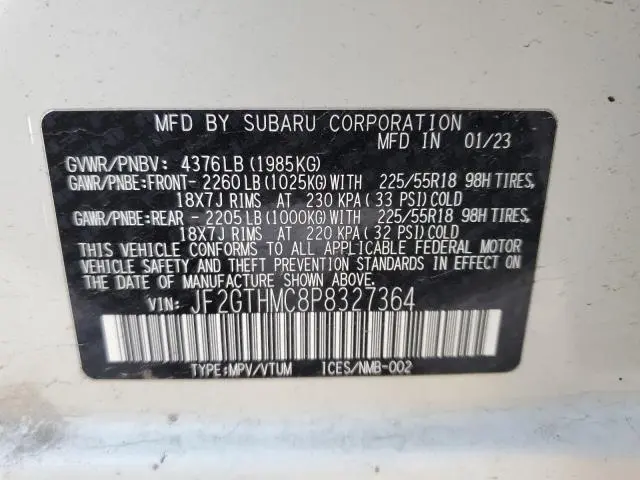 MFD BY SUBARU CORPORATION
MFD IN 01/23
GVWR/PNBV: 4376LB(1985KG)
GAWR/PNBE:FRONT- 2260LB(1025KG)WITH 225/55R18 98H TIRES,
18X7J RIMS AT 230 KPA(33 PSI)COLD
GAWR/PNBE:REAR - 2205LB(1000KG)WITH 225/55R18 98H TIRES,
18X7J RIMS AT 220 KPA(32 PSI)COLD
THIS VEHICLE CONFORMS TO ALL APPLICABLE FEDERAL MOTOR
VEHICLE SAFETY AND THEFT PREVENTION STANDARDS IN EFFECT
ON THE DATE OF MANUFACTURE SHOWN ABOVE.
VIN: JF2GTHMC8P8327364
TYPE:MPV/VTUM ICES/NMB-002